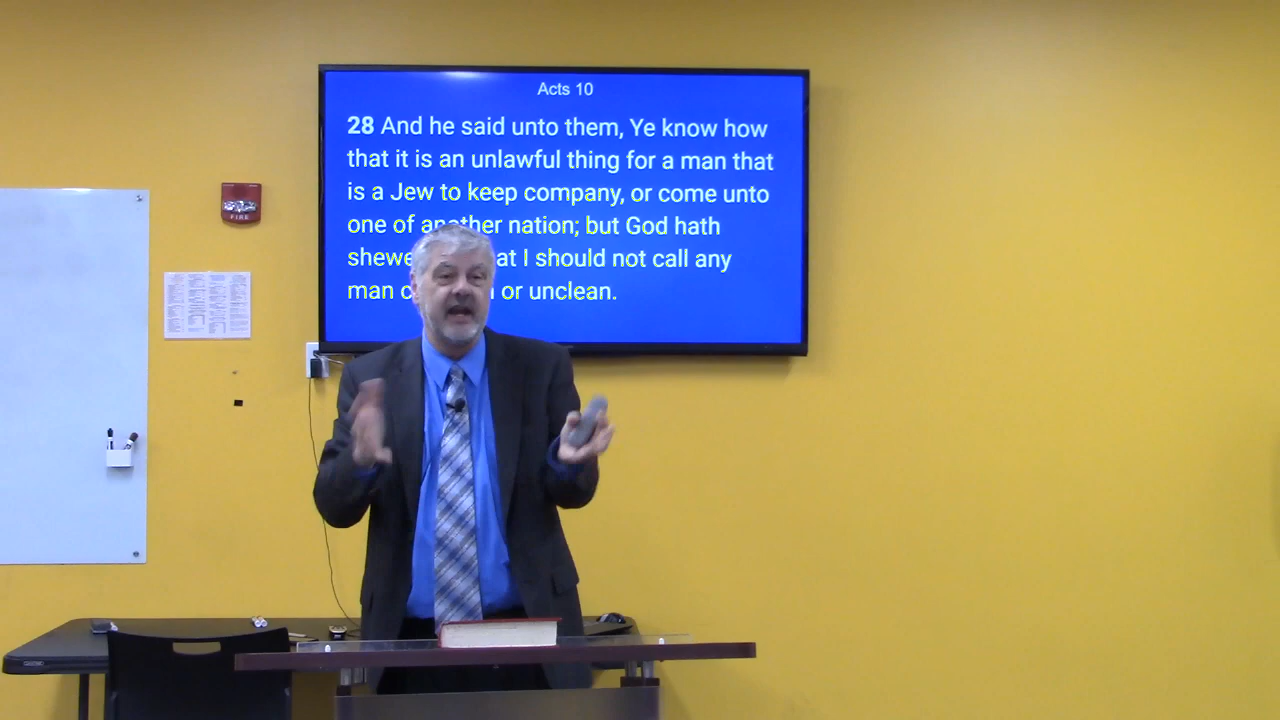 Acts 10
28 And he said unto them, Ye know how
that it is an unlawful thing for a man that
is a Jew to keep company, or come unto
one of another nation; but God hath
I should not call any
man or unclean.
FIRE